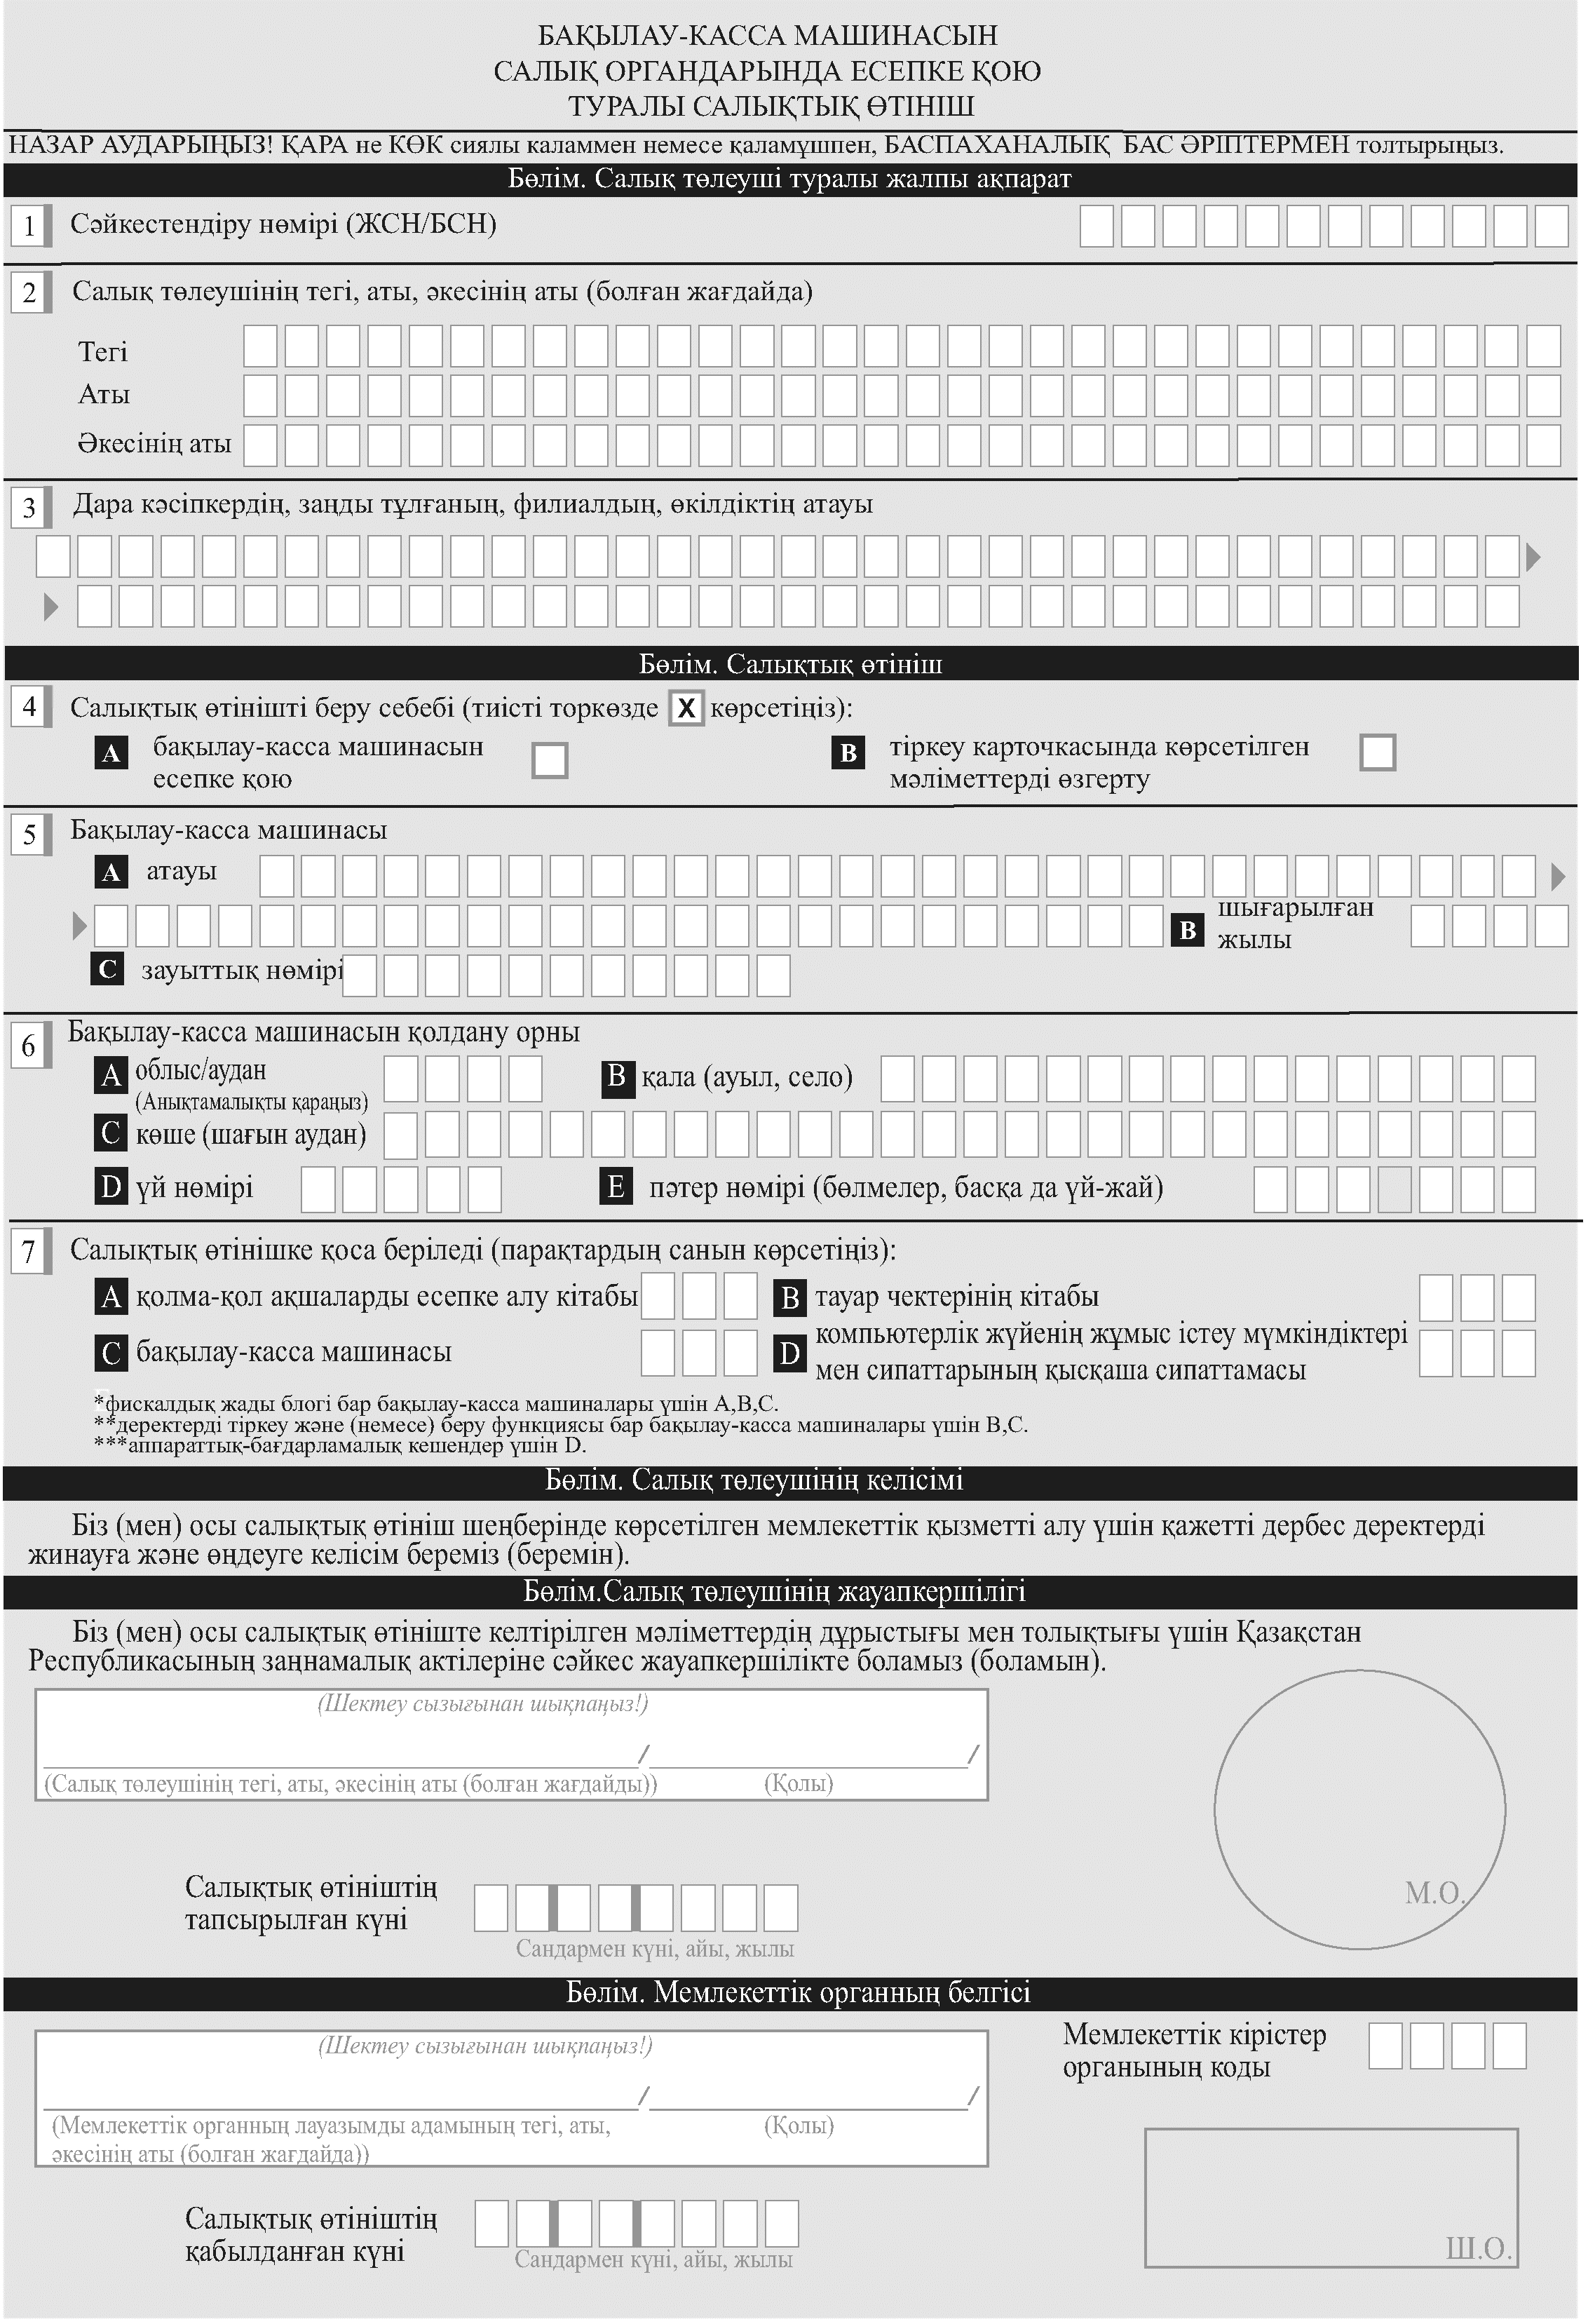 БАҚЫЛАУ-КАССА МАШИНАСЫН
САЛЫҚ ОРГАНДАРЫНДА ЕСЕПКЕ ҚОЮ
ТУРАЛЫ САЛЫҚТЫҚ ӨТІНІШ
НАЗАР АУДАРЫҢЫЗ! ҚАРА не КӨК сиялы каламмен немесе қаламұшпен, БАСПАХАНАЛЫҚ БАС ӘРІПТЕРМЕН толтырыңыз.
Бөлім. Салық төлеуші туралы жалпы ақпарат
1 Сәйкестендіру нөмірі (ЖСН/БСН)
2 Салық төлеушінің тегі, аты, әкесінің аты (болған жағдайда)
Тегі
Аты
Әкесінің аты
3 Дара кәсіпкердің, заңды тұлғаның, филиалдың, өкілдіктің атауы
Бөлім. Салықтық өтініш
4 Салықтық өтінішті беру себебі (тиісті торкөзде X көрсетіңіз):
A бақылау-касса машинасын
есепке қою
B тіркеу карточкасында көрсетілген
мәліметтерді өзгерту
5 Бақылау-касса машинасы
A атауы
B шығарылған
жылы
C зауыттық нөмірі
6 Бақылау-касса машинасын қолдану орны
A облыс/аудан
(Анықтамалықты қараңыз)
B қала (ауыл, село)
C көше (шағын аудан)
D үй нөмірі
E пәтер нөмірі (бөлмелер, басқа да үй-жай)
7 Салықтық өтінішке қоса беріледі (парақтардың санын көрсетіңіз):
A қолма-қол ақшаларды есепке алу кітабы
B тауар чектерінің кітабы
C бақылау-касса машинасы
D компьютерлік жүйенің жұмыс істеу мүмкіндіктері
мен сипаттарының қысқаша сипаттамасы
*фискалдық жады блогі бар бақылау-касса машиналары үшін A,B,C.
**деректерді тіркеу және (немесе) беру функциясы бар бақылау-касса машиналары үшін B,C.
***аппараттық-бағдарламалық кешендер үшін D.
Бөлім. Салық төлеушінің келісімі
Біз (мен) осы салықтық өтініш шеңберінде көрсетілген мемлекеттік қызметті алу үшін қажетті дербес деректерді
жинауға және өңдеуге келісім береміз (беремін).
Бөлім.Салық төлеушінің жауапкершілігі
Біз (мен) осы салықтық өтініште келтірілген мәліметтердің дұрыстығы мен толықтығы үшін Қазақстан
Республикасының заңнамалық актілеріне сәйкес жауапкершілікте боламыз (боламын).
(Шектеу сызығынан шықпаңыз!)
/ /
(Салық төлеушінің тегі, аты, әкесінің аты (болған жағдайды)) (Қолы)
М.О.
Салықтық өтініштің
тапсырылған күні
Сандармен күні, айы, жылы
Бөлім. Мемлекеттік органның белгісі
(Шектеу сызығынан шықпаңыз!)
/ /
(Мемлекеттік органның лауазымды адамының тегі, аты,
әкесінің аты (болған жағдайда))
(Қолы)
Мемлекеттік кірістер
органының коды
Ш.О.
Салықтық өтініштің
қабылданған күні
Сандармен күні, айы, жылы